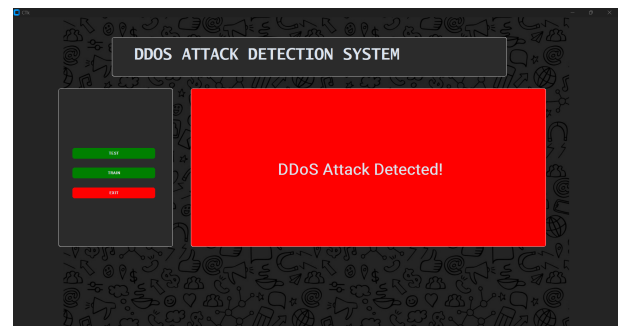 DDOS ATTACK DETECTION SYSTEM
TEST
TRAIN
EXIT
DDoS Attack Detected!